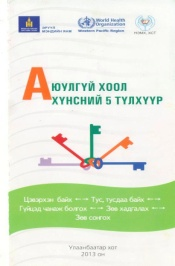 World Health
Organization
Western Pacific Region
АЮУЛГҮЙ ХООЛ
ХҮНСНИЙ 5 ТҮЛХҮҮР
Цэвэрхэн байх Тус, тусдаа байх
Гүйцэд чанаж болгох Зөв хадгалах
Зөв сонгох
Улаанбаатар хот
2013 он